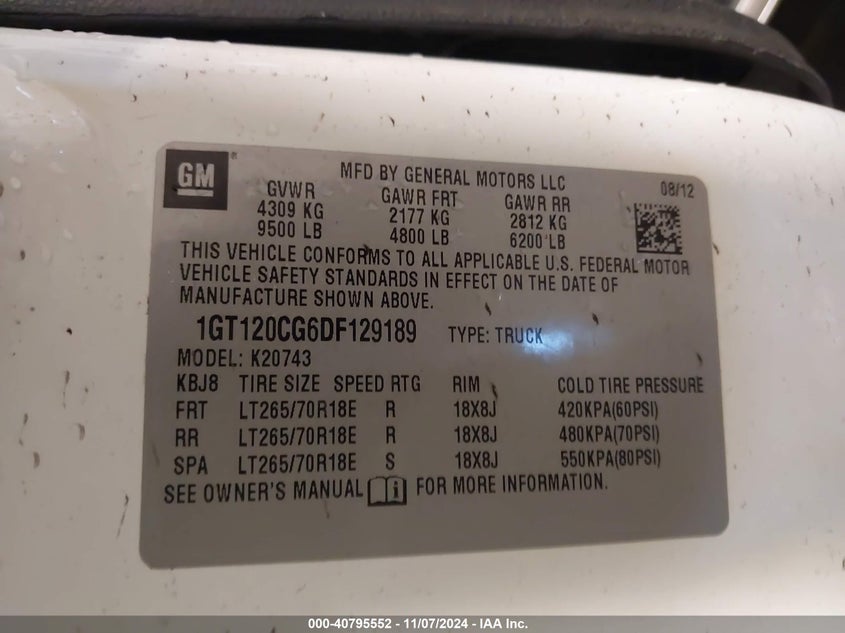 GM ®
MFD BY GENERAL MOTORS LLC 08/12
GVWR GAWR FRT GAWR RR
4309 KG 2177 KG 2812 KG
9500 LB 4800 LB 6200 LB
THIS VEHICLE CONFORMS TO ALL APPLICABLE U.S. FEDERAL MOTOR
VEHICLE SAFETY STANDARDS IN EFFECT ON THE DATE OF
MANUFACTURE SHOWN ABOVE.
1GT120CG6DF129189 TYPE: TRUCK
MODEL: K20743
KBJ8 TIRE SIZE SPEED RTG RIM COLD TIRE PRESSURE
FRT LT265/70R18E R 18X8J 420KPA(60PSI)
RR LT265/70R18E R 18X8J 480KPA(70PSI)
SPA LT265/70R18E S 18X8J 550KPA(80PSI)
SEE OWNER'S MANUAL i FOR MORE INFORMATION.
000-40795552 - 11/07/2024 - IAA Inc.